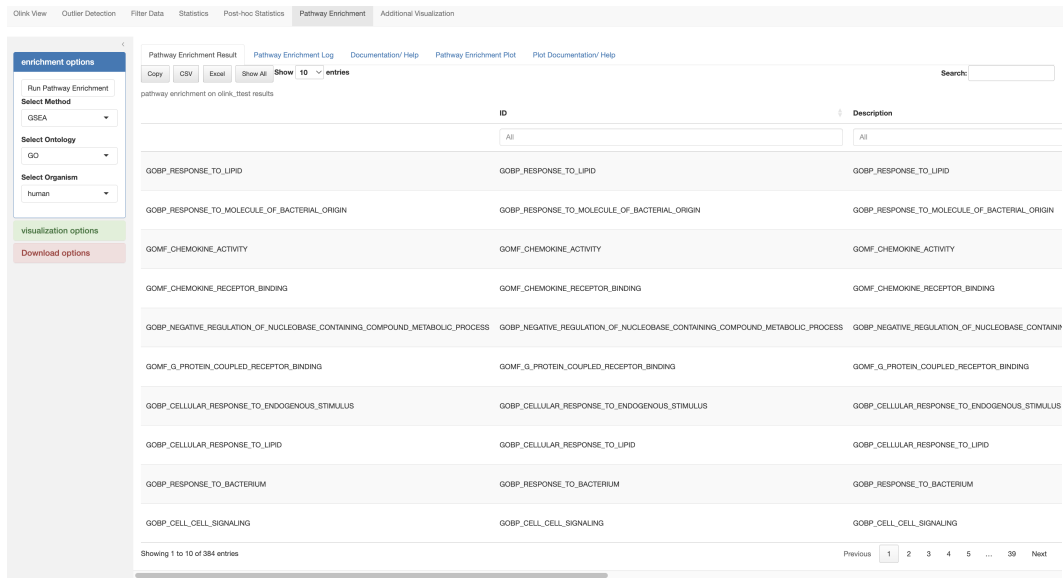 Olink View Outlier Detection Filter Data Statistics Post-hoc Statistics Pathway Enrichment Additional Visualization
enrichment options
Run Pathway Enrichment
Select Method
GSEA
Select Ontology
GO
Select Organism
human
visualization options
Download options
Pathway Enrichment Result Pathway Enrichment Log Documentation/ Help Pathway Enrichment Plot Plot Documentation/ Help
Copy CSV Excel Show All Show 10 entries Search:
pathway enrichment on olink_ttest results
ID Description
All All
GOBP_RESPONSE_TO_LIPID GOBP_RESPONSE_TO_LIPID GOBP_RESPONSE_TO_LIPID
GOBP_RESPONSE_TO_MOLECULE_OF_BACTERIAL_ORIGIN GOBP_RESPONSE_TO_MOLECULE_OF_BACTERIAL_ORIGIN GOBP_RESPONSE_TO_MOLECULE_OF_BACTERIAL_ORIGIN
GOMF_CHEMOKINE_ACTIVITY GOMF_CHEMOKINE_ACTIVITY GOMF_CHEMOKINE_ACTIVITY
GOMF_CHEMOKINE_RECEPTOR_BINDING GOMF_CHEMOKINE_RECEPTOR_BINDING GOMF_CHEMOKINE_RECEPTOR_BINDING
GOBP_NEGATIVE_REGULATION_OF_NUCLEOBASE_CONTAINING_COMPOUND_METABOLIC_PROCESS GOBP_NEGATIVE_REGULATION_OF_NUCLEOBASE_CONTAINING_COMPOUND_METABOLIC_PROCESS GOBP_NEGATIVE_REGULATION_OF_NUCLEOBASE_CONTAININ
GOMF_G_PROTEIN_COUPLED_RECEPTOR_BINDING GOMF_G_PROTEIN_COUPLED_RECEPTOR_BINDING GOMF_G_PROTEIN_COUPLED_RECEPTOR_BINDING
GOBP_CELLULAR_RESPONSE_TO_ENDOGENOUS_STIMULUS GOBP_CELLULAR_RESPONSE_TO_ENDOGENOUS_STIMULUS GOBP_CELLULAR_RESPONSE_TO_ENDOGENOUS_STIMULUS
GOBP_CELLULAR_RESPONSE_TO_LIPID GOBP_CELLULAR_RESPONSE_TO_LIPID GOBP_CELLULAR_RESPONSE_TO_LIPID
GOBP_RESPONSE_TO_BACTERIUM GOBP_RESPONSE_TO_BACTERIUM GOBP_RESPONSE_TO_BACTERIUM
GOBP_CELL_CELL_SIGNALING GOBP_CELL_CELL_SIGNALING GOBP_CELL_CELL_SIGNALING
Showing 1 to 10 of 384 entries Previous 1 2 3 4 5 ... 39 Next